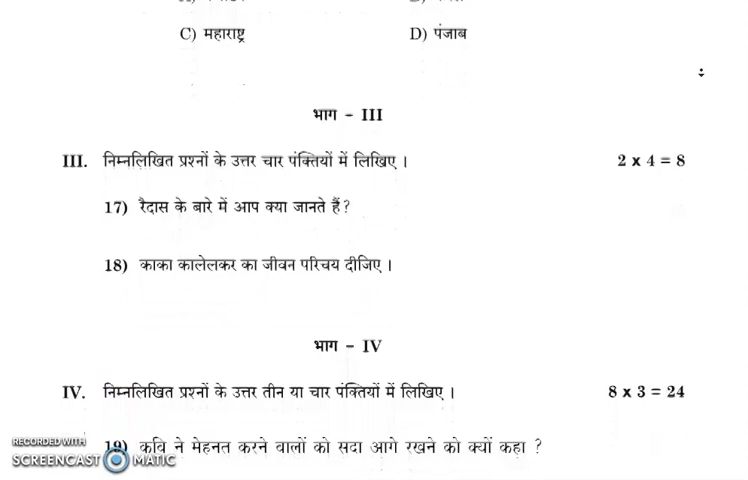 C) महाराष्ट्र D) पंजाब
भाग - III
III. निम्नलिखित प्रश्नों के उत्तर चार पंक्तियों में लिखिए । 2 x 4 = 8
17) रैदास के बारे में आप क्या जानते हैं?
18) काका कालेलकर का जीवन परिचय दीजिए ।
भाग - IV
IV. निम्नलिखित प्रश्नों के उत्तर तीन या चार पंक्तियों में लिखिए । 8 x 3 = 24
19) कवि ने मेहनत करने वालों को सदा आगे रखने को क्यों कहा ?
RECORDED WITH
SCREENCAST O MATIC